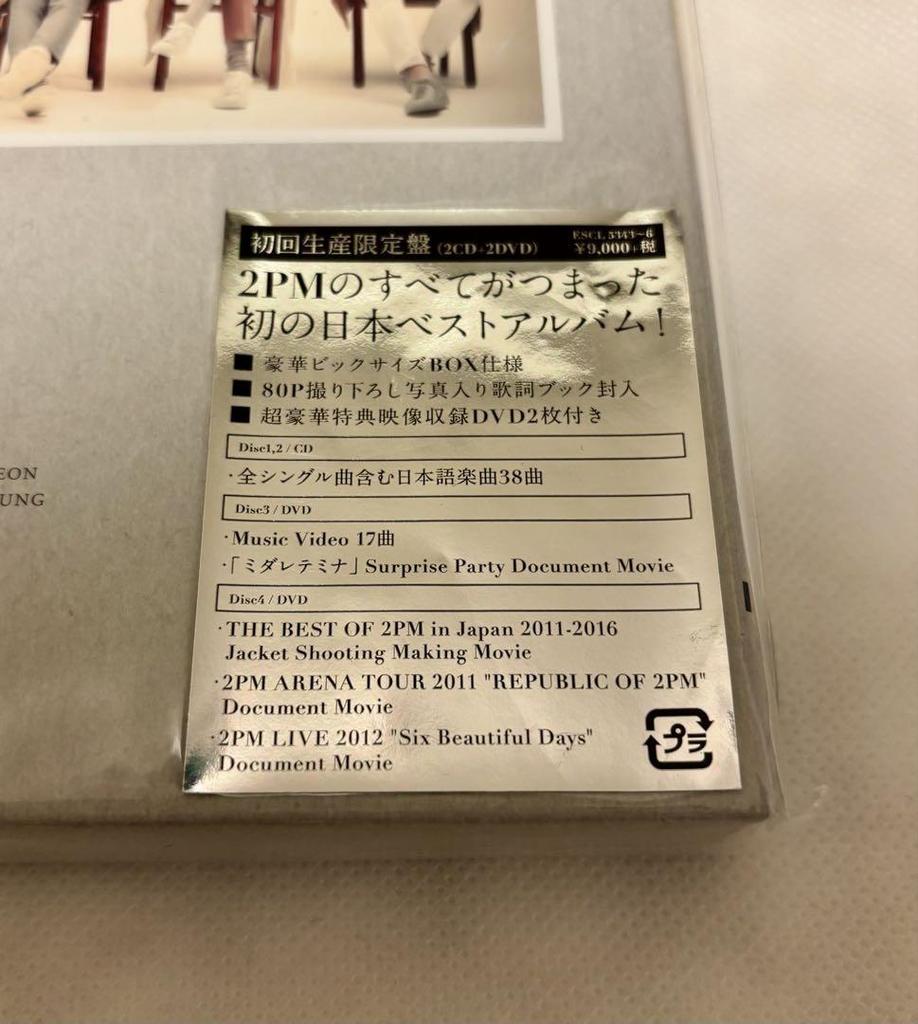 EON
UNG
初回生産限定盤 (2CD+2DVD)
ESCL 5343~6
¥9,000+税
2PMのすべてがつまった
初の日本ベストアルバム!
■ 豪華ビックサイズBOX仕様
■ 80P撮り下ろし写真入り歌詞ブック封入
■ 超豪華特典映像収録DVD2枚付き
Disc1,2 / CD
・全シングル曲含む日本語楽曲38曲
Disc3 / DVD
・Music Video 17曲
・「ミダレテミナ」Surprise Party Document Movie
Disc4 / DVD
・THE BEST OF 2PM in Japan 2011-2016
Jacket Shooting Making Movie
・2PM ARENA TOUR 2011 "REPUBLIC OF 2PM"
Document Movie
・2PM LIVE 2012 "Six Beautiful Days"
Document Movie
プラ